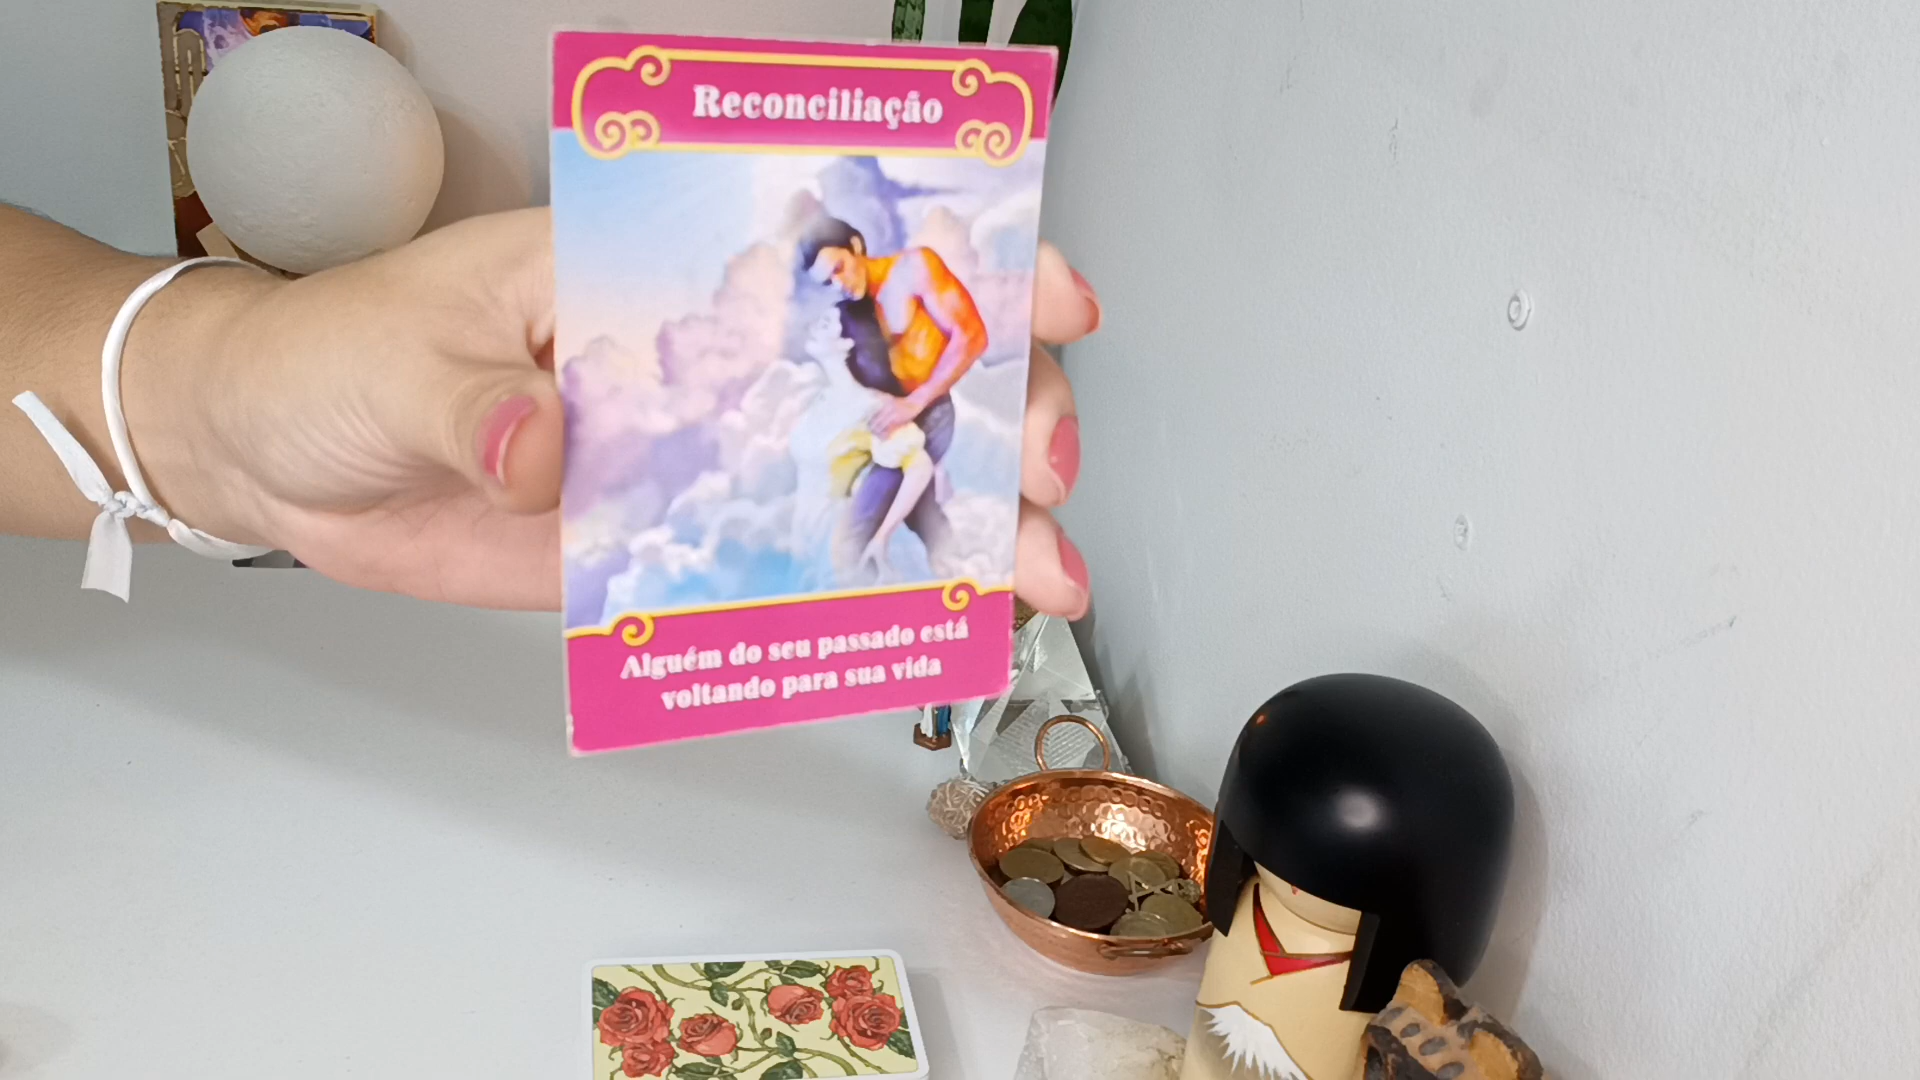 Reconciliação
Alguém do seu passado está
voltando para sua vida